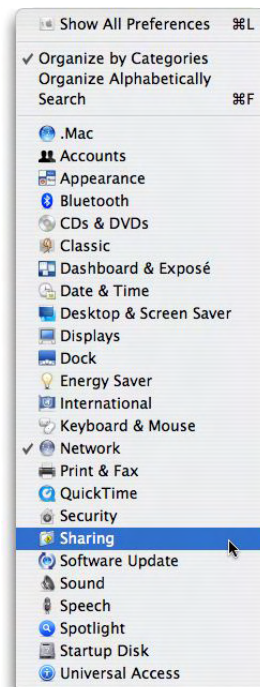 Show All Preferences ⌘L
Organize by Categories
Organize Alphabetically
Search ⌘F
.Mac
Accounts
Appearance
Bluetooth
CDs & DVDs
Classic
Dashboard & Exposé
Date & Time
Desktop & Screen Saver
Displays
Dock
Energy Saver
International
Keyboard & Mouse
Network
Print & Fax
QuickTime
Security
Sharing
Software Update
Sound
Speech
Spotlight
Startup Disk
Universal Access